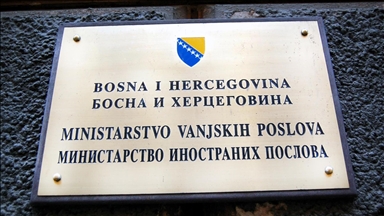 BOSNA I HERCEGOVINA
БОСНА И ХЕРЦЕГОВИНА
MINISTARSTVO VANJSKIH POSLOVA
МИНИСТАРСТВО ИНОСТРАНИХ ПОСЛОВА